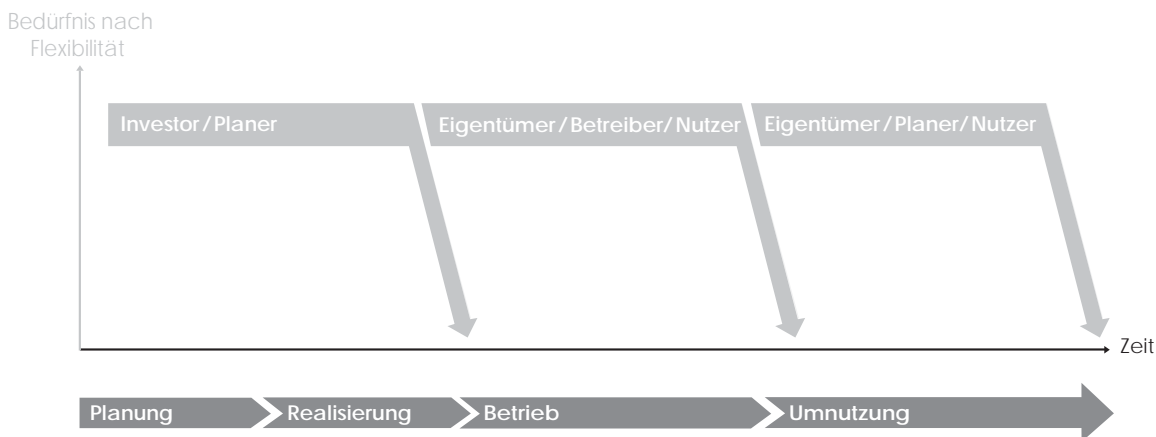 Bedürfnis nach
Flexibilität
Investor / Planer
Eigentümer / Betreiber / Nutzer
Eigentümer / Planer / Nutzer
Zeit
Planung
Realisierung
Betrieb
Umnutzung